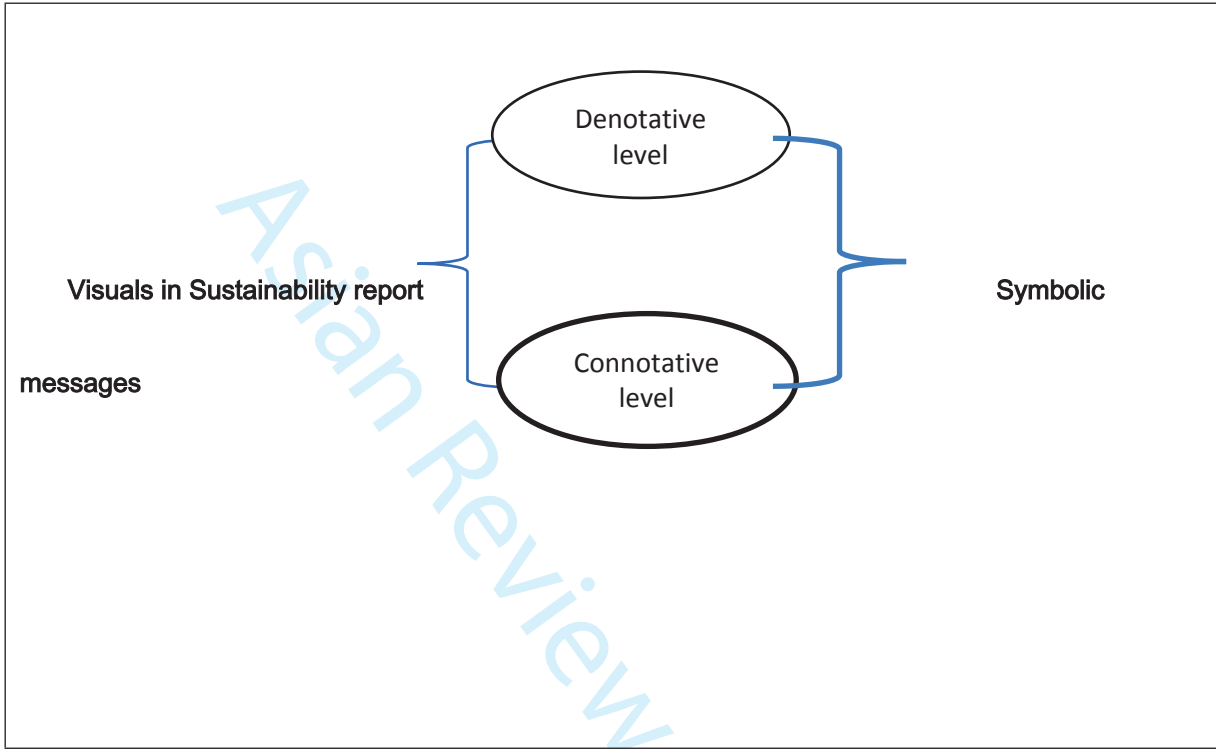 Denotative
level
Visuals in Sustainability report
Symbolic
Connotative
level
messages
Asian Review